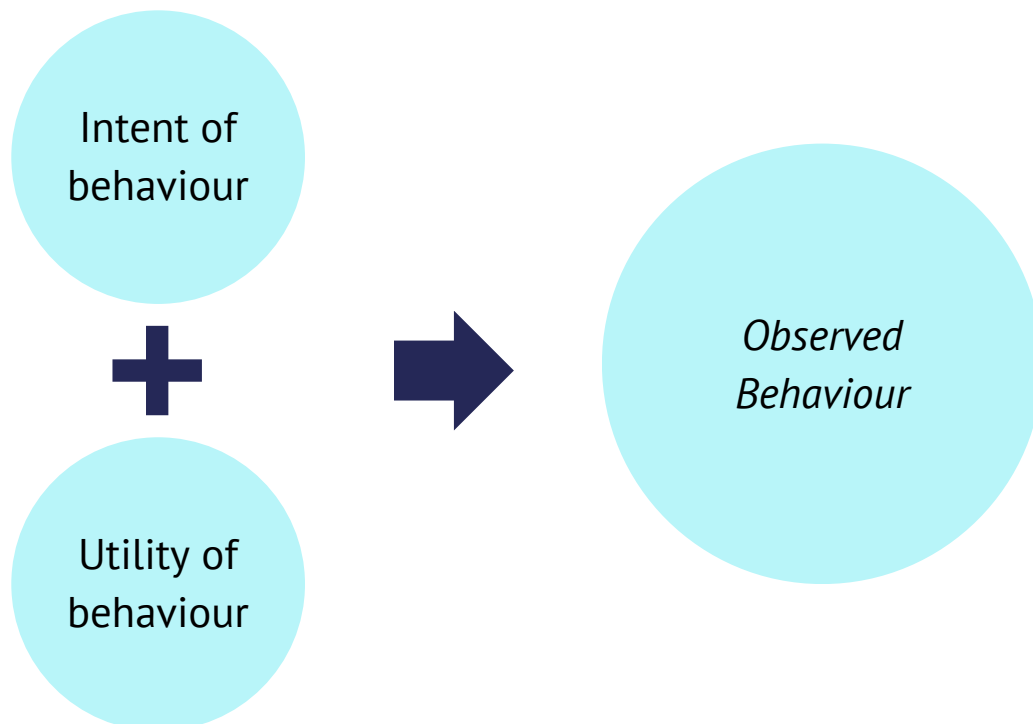 Intent of
behaviour
Utility of
behaviour
Observed
Behaviour